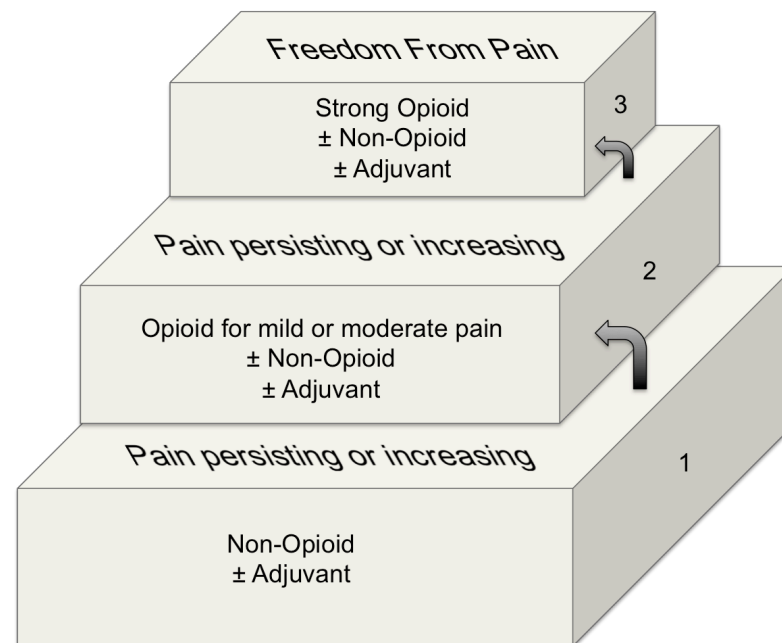 Freedom From Pain
Strong Opioid
± Non-Opioid
± Adjuvant
3
Pain persisting or increasing
Opioid for mild or moderate pain
± Non-Opioid
± Adjuvant
2
Pain persisting or increasing
Non-Opioid
± Adjuvant
1